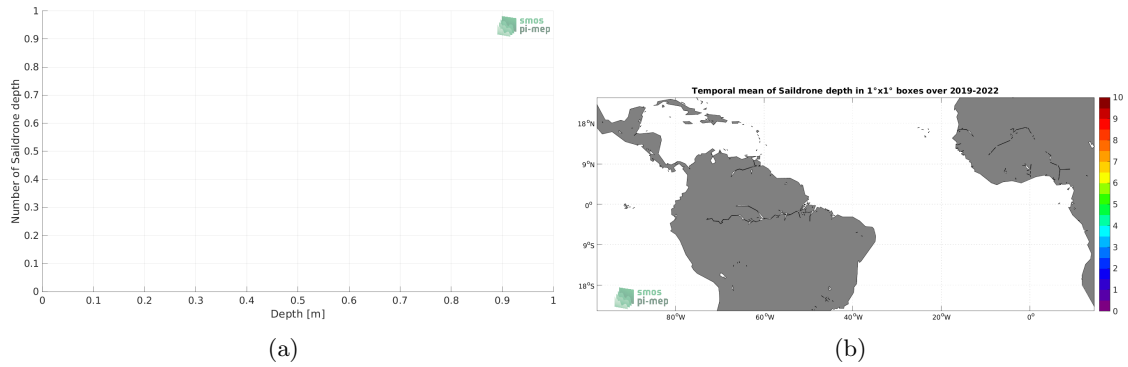 1
0.9
0.8
0.7
0.6
0.5
0.4
0.3
0.2
0.1
0
Number of Saildrone depth
0 0.1 0.2 0.3 0.4 0.5 0.6 0.7 0.8 0.9 1
Depth [m]
smos
pi-mep
(a)
Temporal mean of Saildrone depth in 1°x1° boxes over 2019-2022
18°N
9°N
0°
9°S
18°S
80°W 60°W 40°W 20°W 0°
10
9
8
7
6
5
4
3
2
1
0
smos
pi-mep
(b)